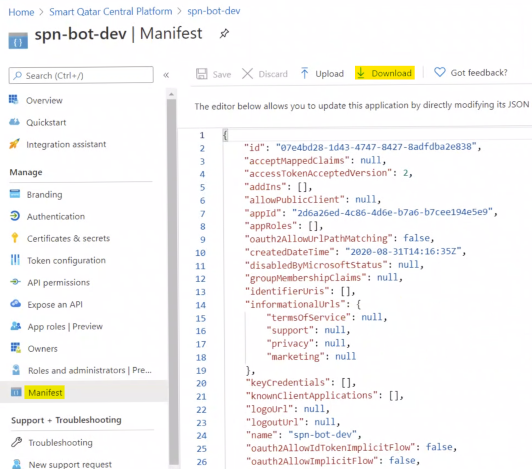 Home > Smart Qatar Central Platform > spn-bot-dev
spn-bot-dev | Manifest
Search (Ctrl+/)
«
Save
Discard
Upload
Download
Got feedback?
Overview
Quickstart
Integration assistant
Manage
Branding
Authentication
Certificates & secrets
Token configuration
API permissions
Expose an API
App roles | Preview
Owners
Roles and administrators | Pre...
Manifest
Support + Troubleshooting
Troubleshooting
New support request
The editor below allows you to update this application by directly modifying its JSON
1 {
2 "id": "07e4bd28-1d43-4747-8427-8adfdba2e838",
3 "acceptMappedClaims": null,
4 "accessTokenAcceptedVersion": 2,
5 "addIns": [],
6 "allowPublicClient": null,
7 "appId": "2d6a26ed-4c86-4d6e-b7a6-b7cee194e5e9",
8 "appRoles": [],
9 "oauth2AllowUrlPathMatching": false,
10 "createdDateTime": "2020-08-31T14:16:35Z",
11 "disabledByMicrosoftStatus": null,
12 "groupMembershipClaims": null,
13 "identifierUris": [],
14 "informationalUrls": {
15 "termsOfService": null,
16 "support": null,
17 "privacy": null,
18 "marketing": null
19 },
20 "keyCredentials": [],
21 "knownClientApplications": [],
22 "logoUrl": null,
23 "logoutUrl": null,
24 "name": "spn-bot-dev",
25 "oauth2AllowIdTokenImplicitFlow": false,
26 "oauth2AllowImplicitFlow": false,